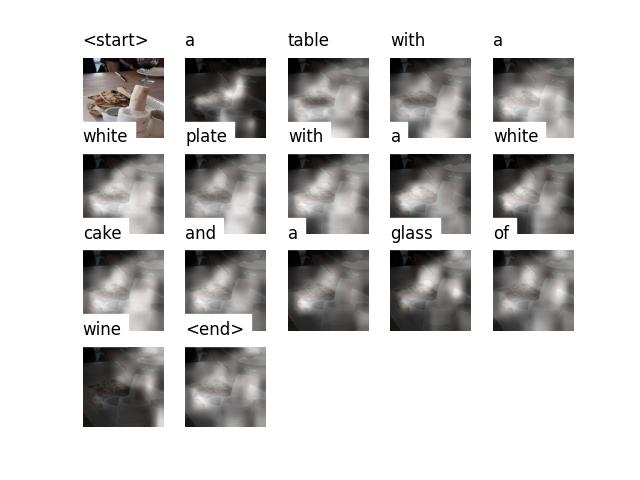 <start> a table with a
white plate with a white
cake and a glass of
wine <end>